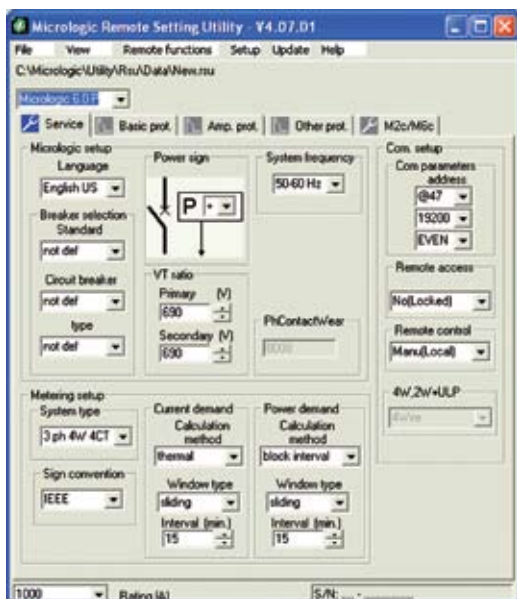 Micrologic Remote Setting Utility - V4.07.01
File View Remote functions Setup Update Help
C:\Micrologic\Utility\Rsu\Data\New.rsu
Micrologic 6.0 P
Service Basic prot. Amp. prot. Other prot. M2c/M6c
Micrologic setup
Language
English US
Breaker selection
Standard
not def
Circuit breaker
not def
type
not def
Power sign
P +
VT ratio
Primary (V)
690
Secondary (V)
690
System frequency
50-60 Hz
PhContactWear
0000
Com. setup
Com parameters
address
@47
19200
EVEN
Remote access
No(Locked)
Remote control
Manu(Local)
4W,2W+ULP
4Wire
Metering setup
System type
3 ph 4W 4CT
Sign convention
IEEE
Current demand
Calculation
method
thermal
Window type
sliding
Interval (min.)
15
Power demand
Calculation
method
block interval
Window type
sliding
Interval (min.)
15
1000 Rating (A) S/N: